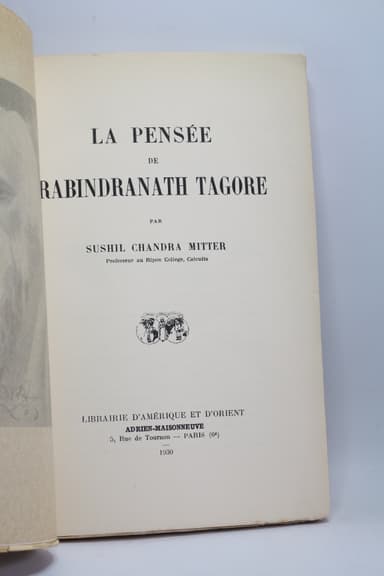 LA PENSÉE
DE
RABINDRANATH TAGORE
PAR
SUSHIL CHANDRA MITTER
Professeur au Ripon College, Calcutta
LIBRAIRIE D'AMÉRIQUE ET D'ORIENT
ADRIEN-MAISONNEUVE
5, Rue de Tournon — PARIS (6e)
1930